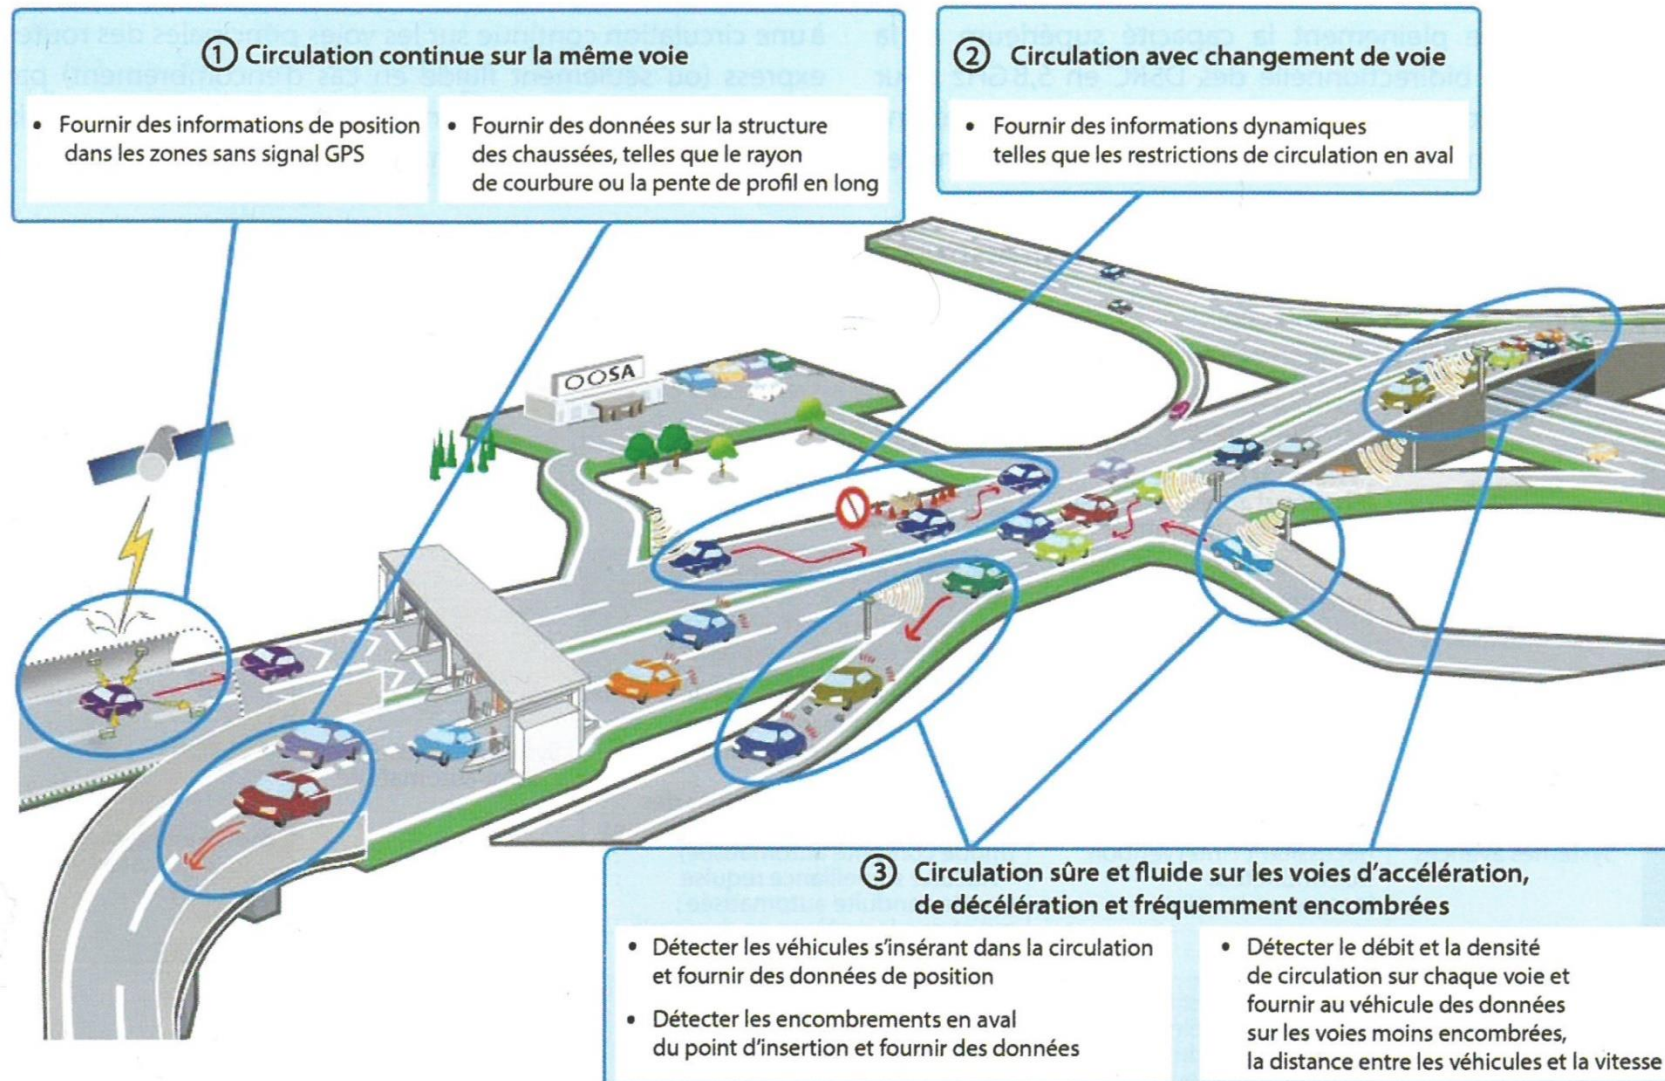 ① Circulation continue sur la même voie
• Fournir des informations de position
dans les zones sans signal GPS
• Fournir des données sur la structure
des chaussées, telles que le rayon
de courbure ou la pente de profil en long
② Circulation avec changement de voie
• Fournir des informations dynamiques
telles que les restrictions de circulation en aval
OOSA
③ Circulation sûre et fluide sur les voies d'accélération,
de décélération et fréquemment encombrées
• Détecter les véhicules s'insérant dans la circulation
et fournir des données de position
• Détecter les encombrements en aval
du point d'insertion et fournir des données
• Détecter le débit et la densité
de circulation sur chaque voie et
fournir au véhicule des données
sur les voies moins encombrées,
la distance entre les véhicules et la vitesse